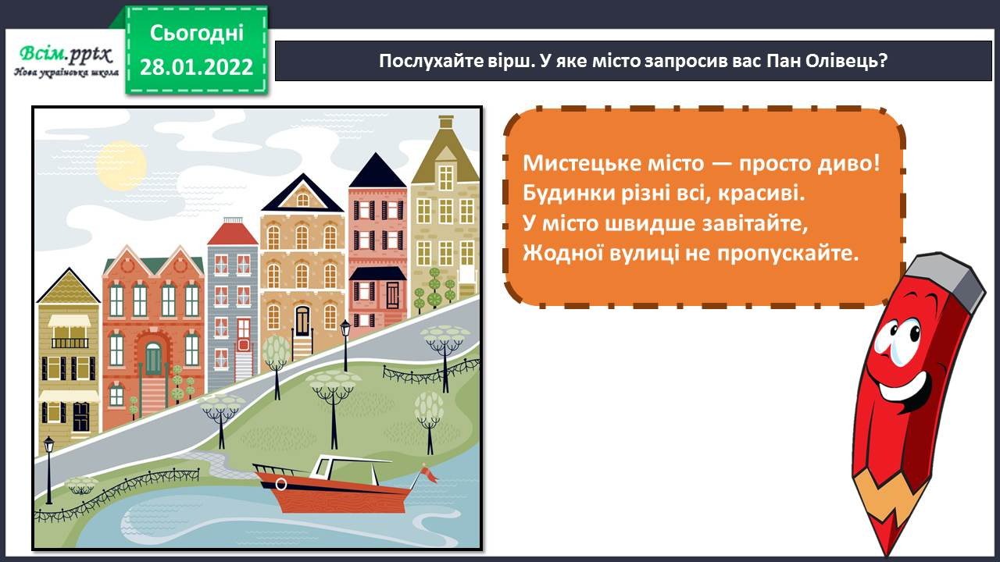 Всім.pptx
Нова українська школа
Сьогодні
28.01.2022
Послухайте вірш. У яке місто запросив вас Пан Олівець?
Мистецьке місто — просто диво!
Будинки різні всі, красиві.
У місто швидше завітайте,
Жодної вулиці не пропускайте.